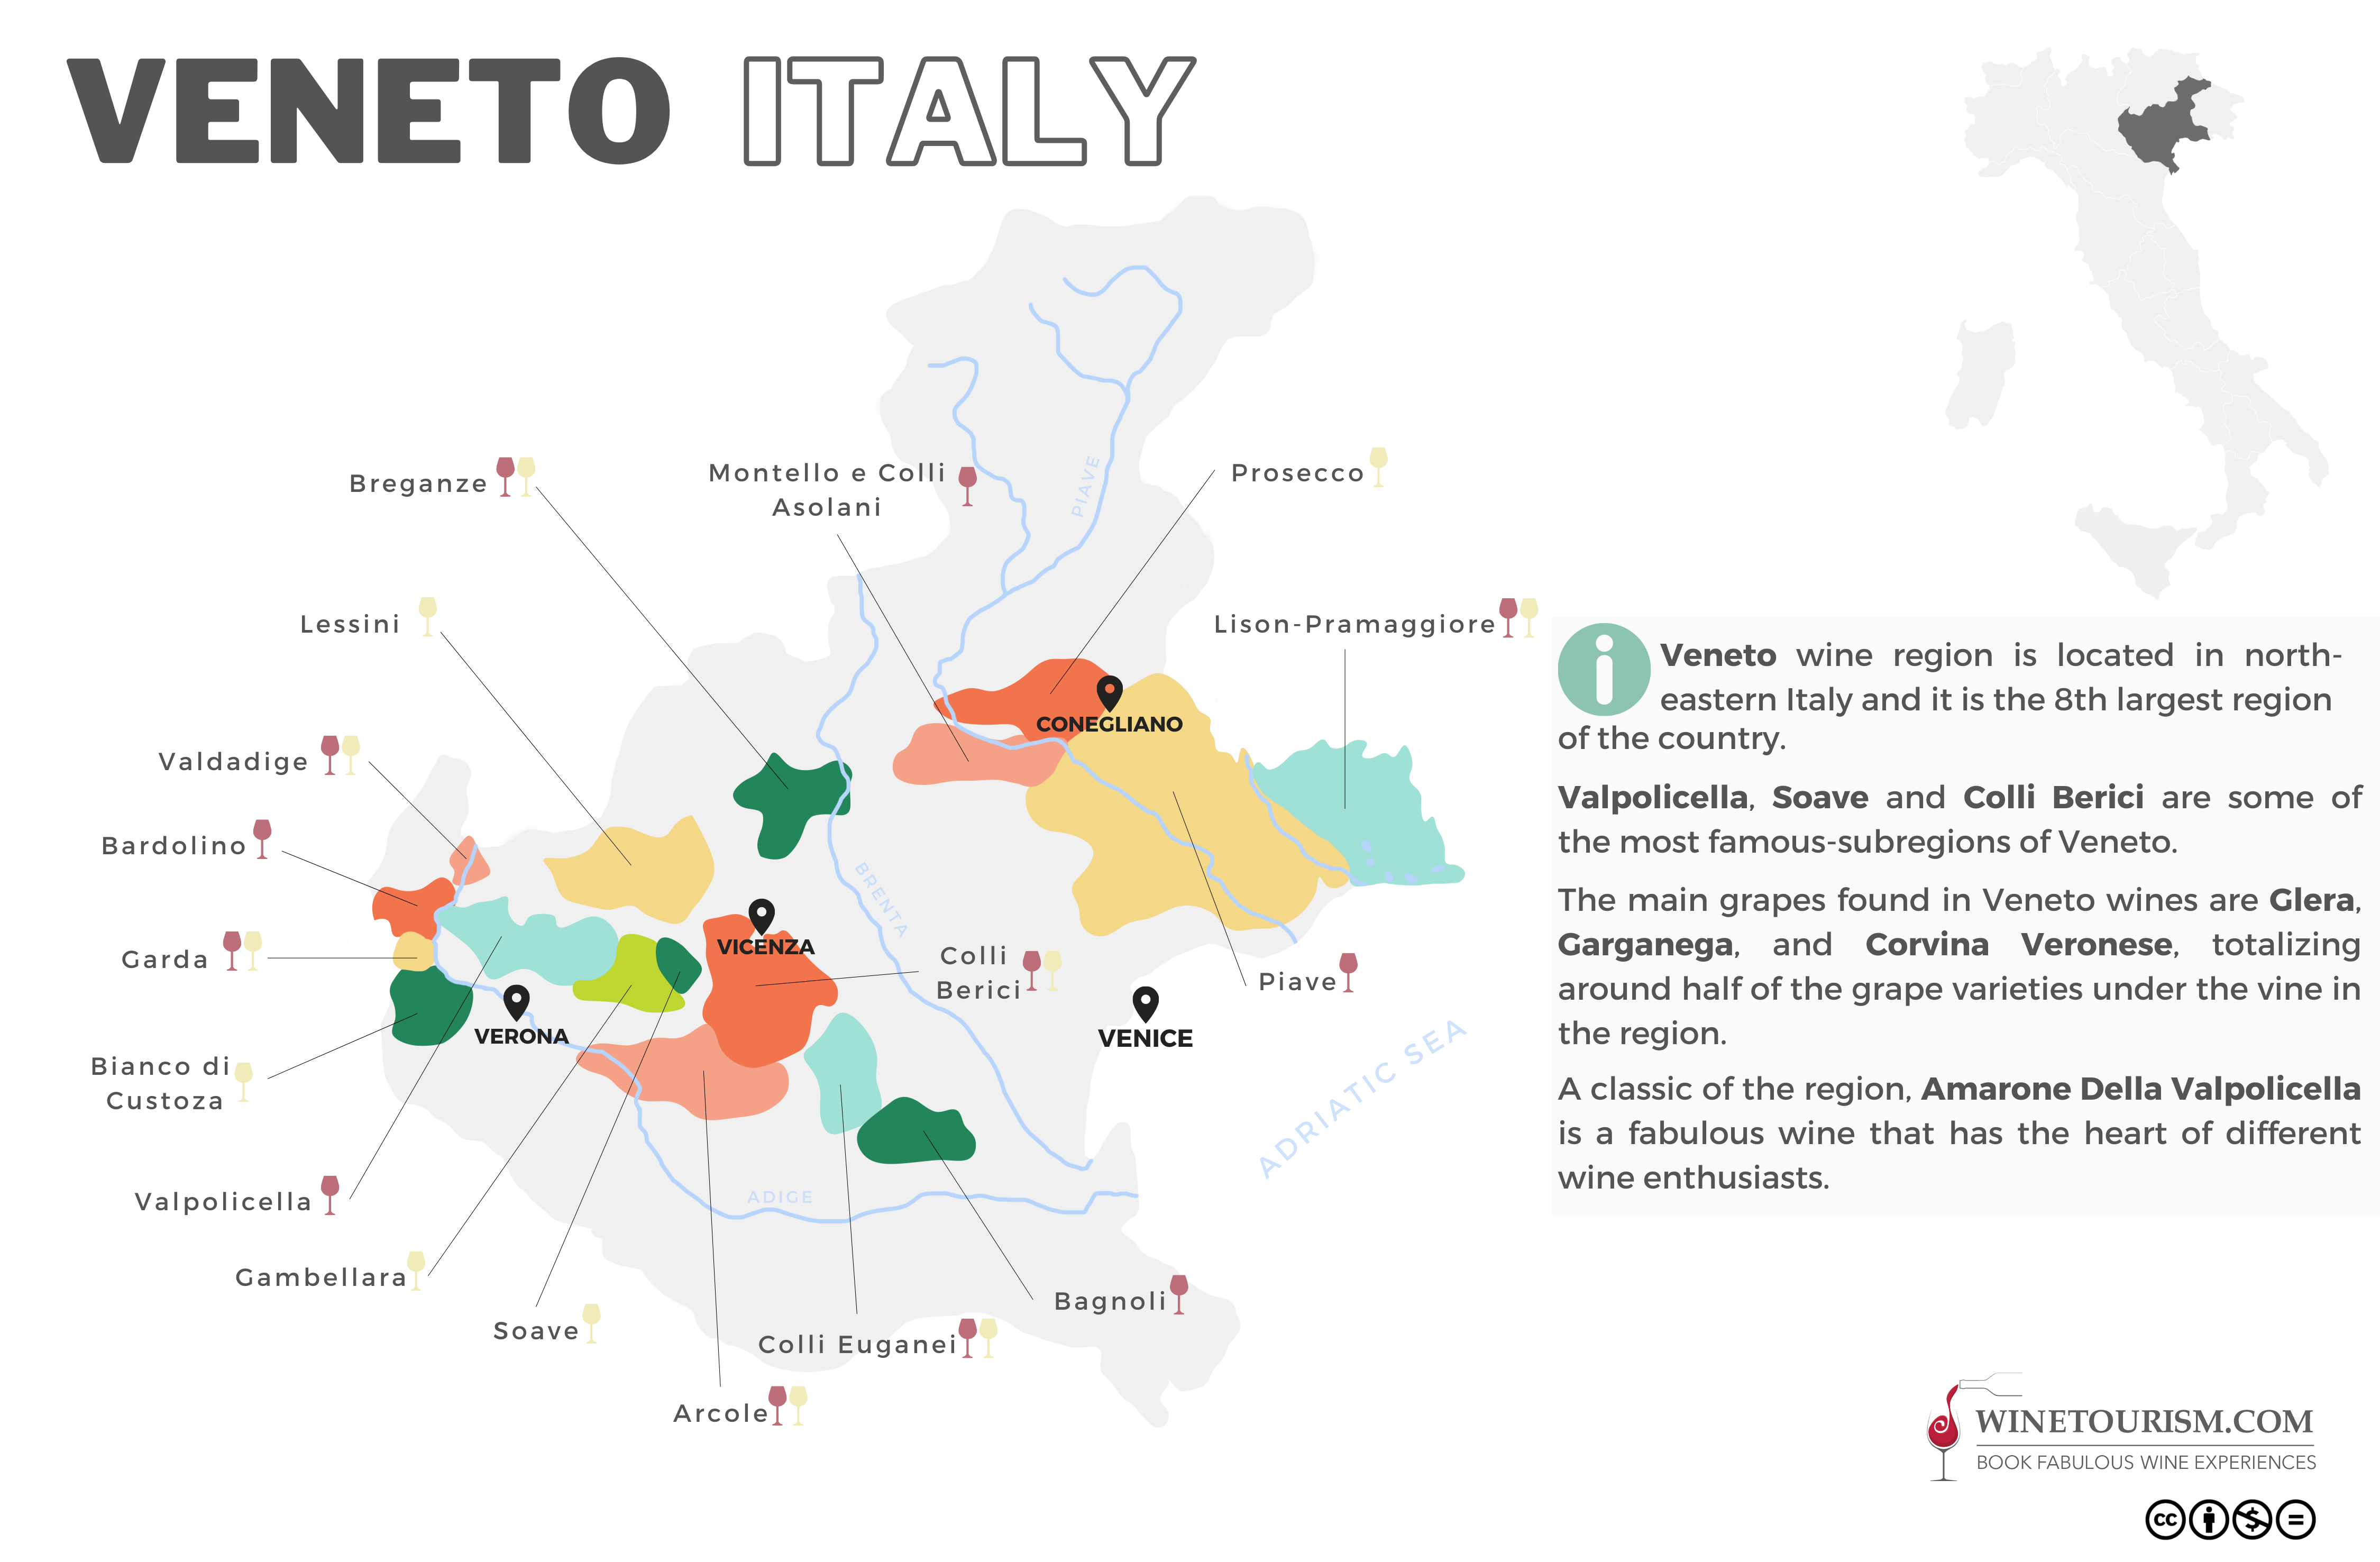 VENETO ITALY
PIAVE
Breganze
Montello e Colli
Asolani
Prosecco
Lessini
Lison-Pramaggiore
CONEGLIANO
Valdadige
Bardolino
BRENTA
VICENZA
Garda
Colli
Berici
Piave
VERONA
VENICE
ADRIATIC SEA
Bianco di
Custoza
Valpolicella
ADIGE
Gambellara
Soave
Bagnoli
Colli Euganei
Arcole
i
Veneto wine region is located in north-
eastern Italy and it is the 8th largest region
of the country.
Valpolicella, Soave and Colli Berici are some of
the most famous-subregions of Veneto.
The main grapes found in Veneto wines are Glera,
Garganega, and Corvina Veronese, totalizing
around half of the grape varieties under the vine in
the region.
A classic of the region, Amarone Della Valpolicella
is a fabulous wine that has the heart of different
wine enthusiasts.
WINETOURISM.COM
BOOK FABULOUS WINE EXPERIENCES
cc